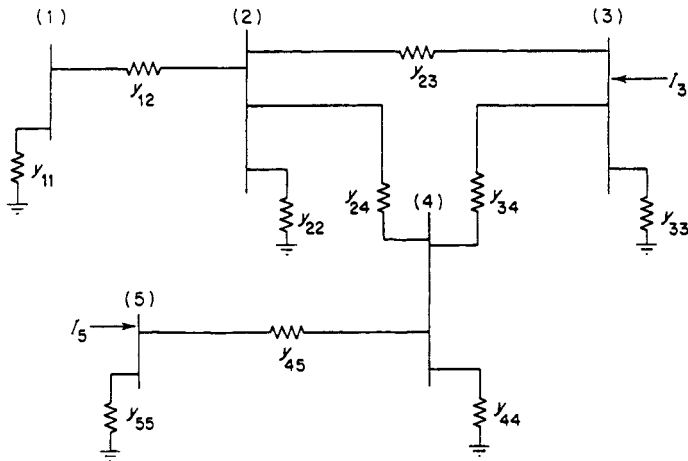 (1)
(2)
(3)
y12
y23
I3
y11
y22
y24
(4)
y34
y33
(5)
I5
y45
y55
y44